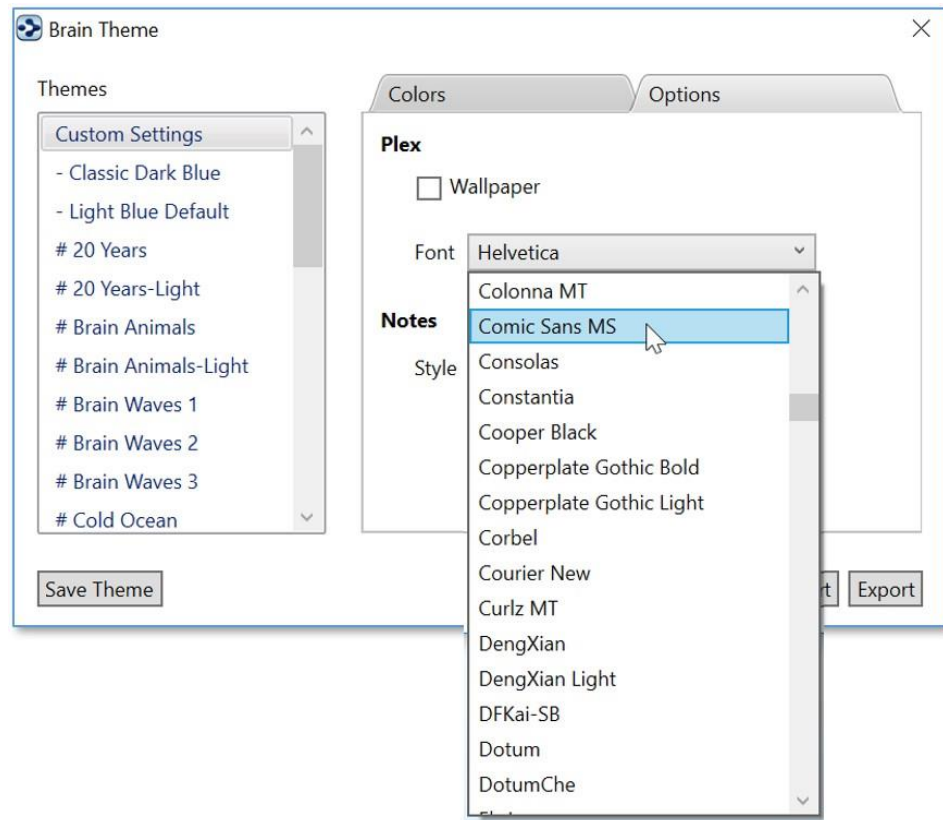 Brain Theme
Themes
Custom Settings
- Classic Dark Blue
- Light Blue Default
# 20 Years
# 20 Years-Light
# Brain Animals
# Brain Animals-Light
# Brain Waves 1
# Brain Waves 2
# Brain Waves 3
# Cold Ocean
Save Theme
Colors
Options
Plex
Wallpaper
Font
Helvetica
Notes
Style
Colonna MT
Comic Sans MS
Consolas
Constantia
Cooper Black
Copperplate Gothic Bold
Copperplate Gothic Light
Corbel
Courier New
Curlz MT
DengXian
DengXian Light
DFKai-SB
Dotum
DotumChe
Export